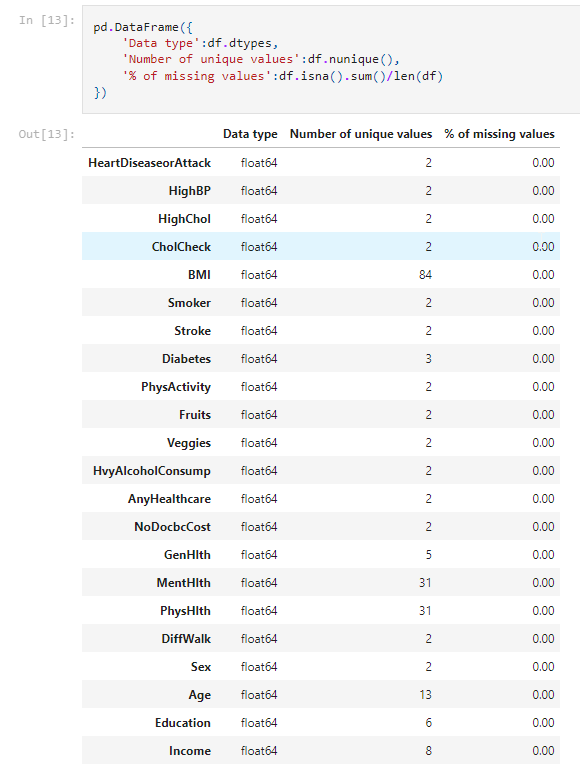 In [13]:
pd.DataFrame({
    'Data type':df.dtypes,
    'Number of unique values':df.nunique(),
    '% of missing values':df.isna().sum()/len(df)
})
Out[13]:
Data type Number of unique values % of missing values
HeartDiseaseorAttack float64 2 0.00
HighBP float64 2 0.00
HighChol float64 2 0.00
CholCheck float64 2 0.00
BMI float64 84 0.00
Smoker float64 2 0.00
Stroke float64 2 0.00
Diabetes float64 3 0.00
PhysActivity float64 2 0.00
Fruits float64 2 0.00
Veggies float64 2 0.00
HvyAlcoholConsump float64 2 0.00
AnyHealthcare float64 2 0.00
NoDocbcCost float64 2 0.00
GenHlth float64 5 0.00
MentHlth float64 31 0.00
PhysHlth float64 31 0.00
DiffWalk float64 2 0.00
Sex float64 2 0.00
Age float64 13 0.00
Education float64 6 0.00
Income float64 8 0.00